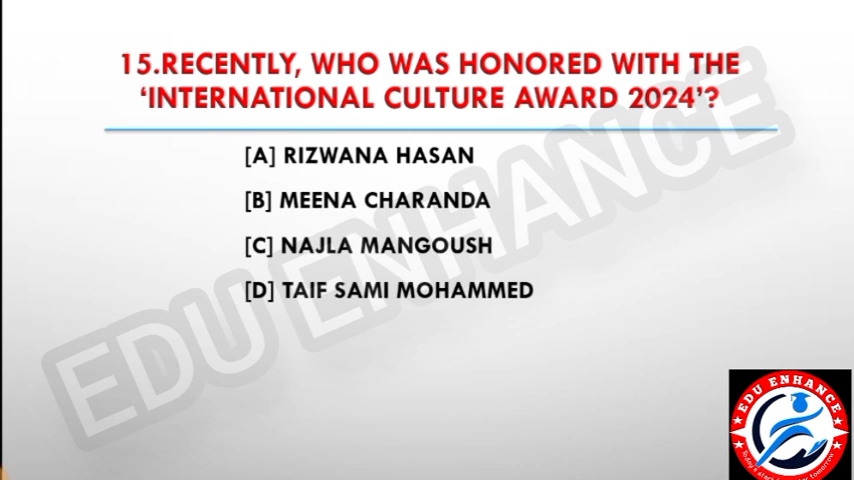 15.RECENTLY, WHO WAS HONORED WITH THE
‘INTERNATIONAL CULTURE AWARD 2024’?
[A] RIZWANA HASAN
[B] MEENA CHARANDA
[C] NAJLA MANGOUSH
[D] TAIF SAMI MOHAMMED
EDU ENHANCE
EDU ENHANCE
tomorrow